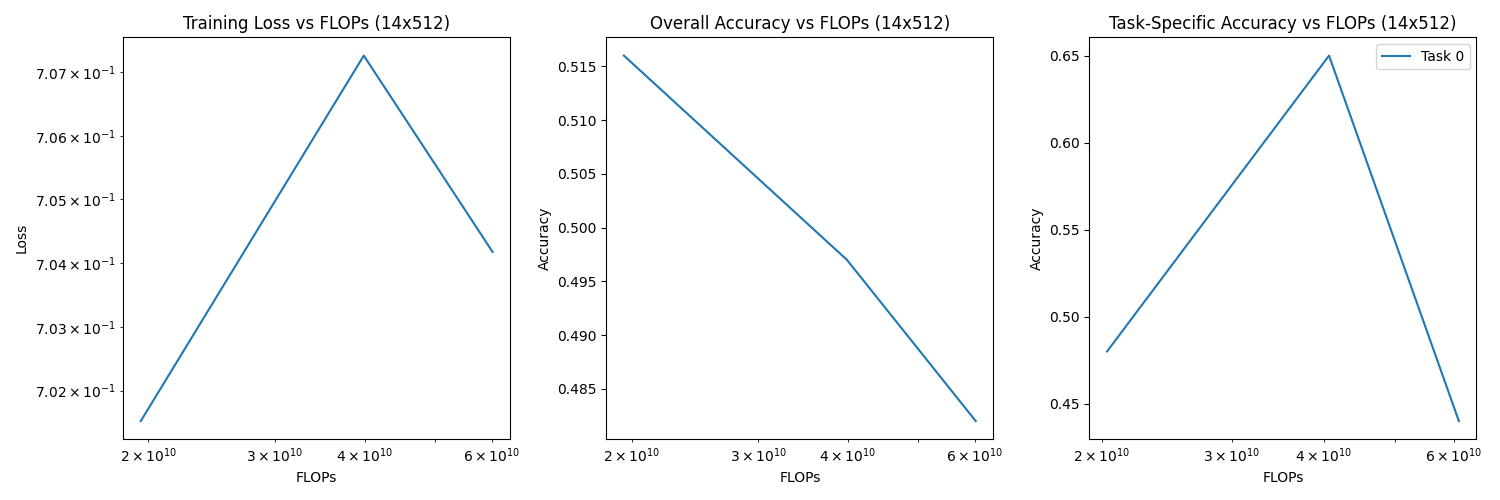 Training Loss vs FLOPs (14x512)
7.07 × 10⁻¹
7.06 × 10⁻¹
7.05 × 10⁻¹
7.04 × 10⁻¹
7.03 × 10⁻¹
7.02 × 10⁻¹
Loss
2 × 10¹⁰ 3 × 10¹⁰ 4 × 10¹⁰ 6 × 10¹⁰
FLOPs
Overall Accuracy vs FLOPs (14x512)
0.515
0.510
0.505
0.500
0.495
0.490
0.485
Accuracy
2 × 10¹⁰ 3 × 10¹⁰ 4 × 10¹⁰ 6 × 10¹⁰
FLOPs
Task-Specific Accuracy vs FLOPs (14x512)
Task 0
0.65
0.60
0.55
0.50
0.45
Accuracy
2 × 10¹⁰ 3 × 10¹⁰ 4 × 10¹⁰ 6 × 10¹⁰
FLOPs